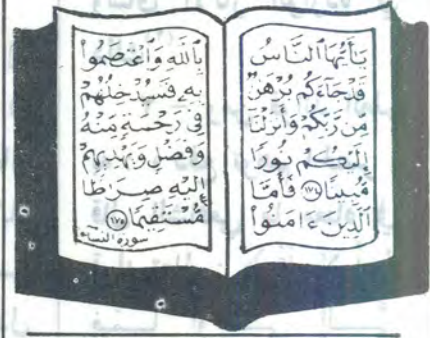 يَٰٓأَيُّهَا ٱلنَّاسُ
قَدۡ جَآءَكُم بُرۡهَٰنٞ
مِّن رَّبِّكُمۡ وَأَنزَلۡنَآ
إِلَيۡكُمۡ نُورٗا
مُّبِينٗا ١٧٤ فَأَمَّا
ٱلَّذِينَ ءَامَنُواْ
بِٱللَّهِ وَٱعۡتَصَمُواْ
بِهِۦ فَسَيُدۡخِلُهُمۡ
فِي رَحۡمَةٖ مِّنۡهُ
وَفَضۡلٖ وَيَهۡدِيهِمۡ
إِلَيۡهِ صِرَٰطٗا
مُّسۡتَقِيمٗا ١٧٥
سورة النساء